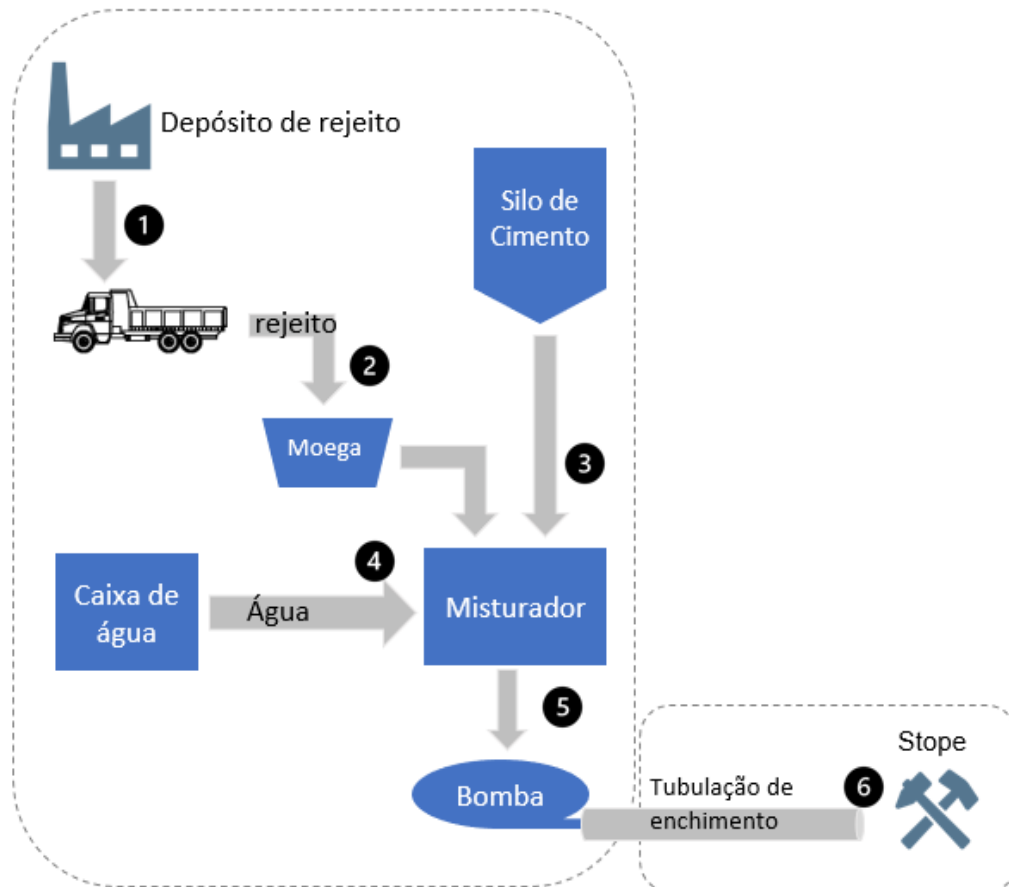 Depósito de rejeito
1
Silo de
Cimento
rejeito
2
Moega
3
4
Caixa de
água
Água
Misturador
5
Bomba
Stope
Tubulação de
enchimento
6